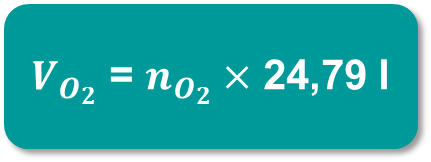 V_{O_2} = n_{O_2} × 24,79 l